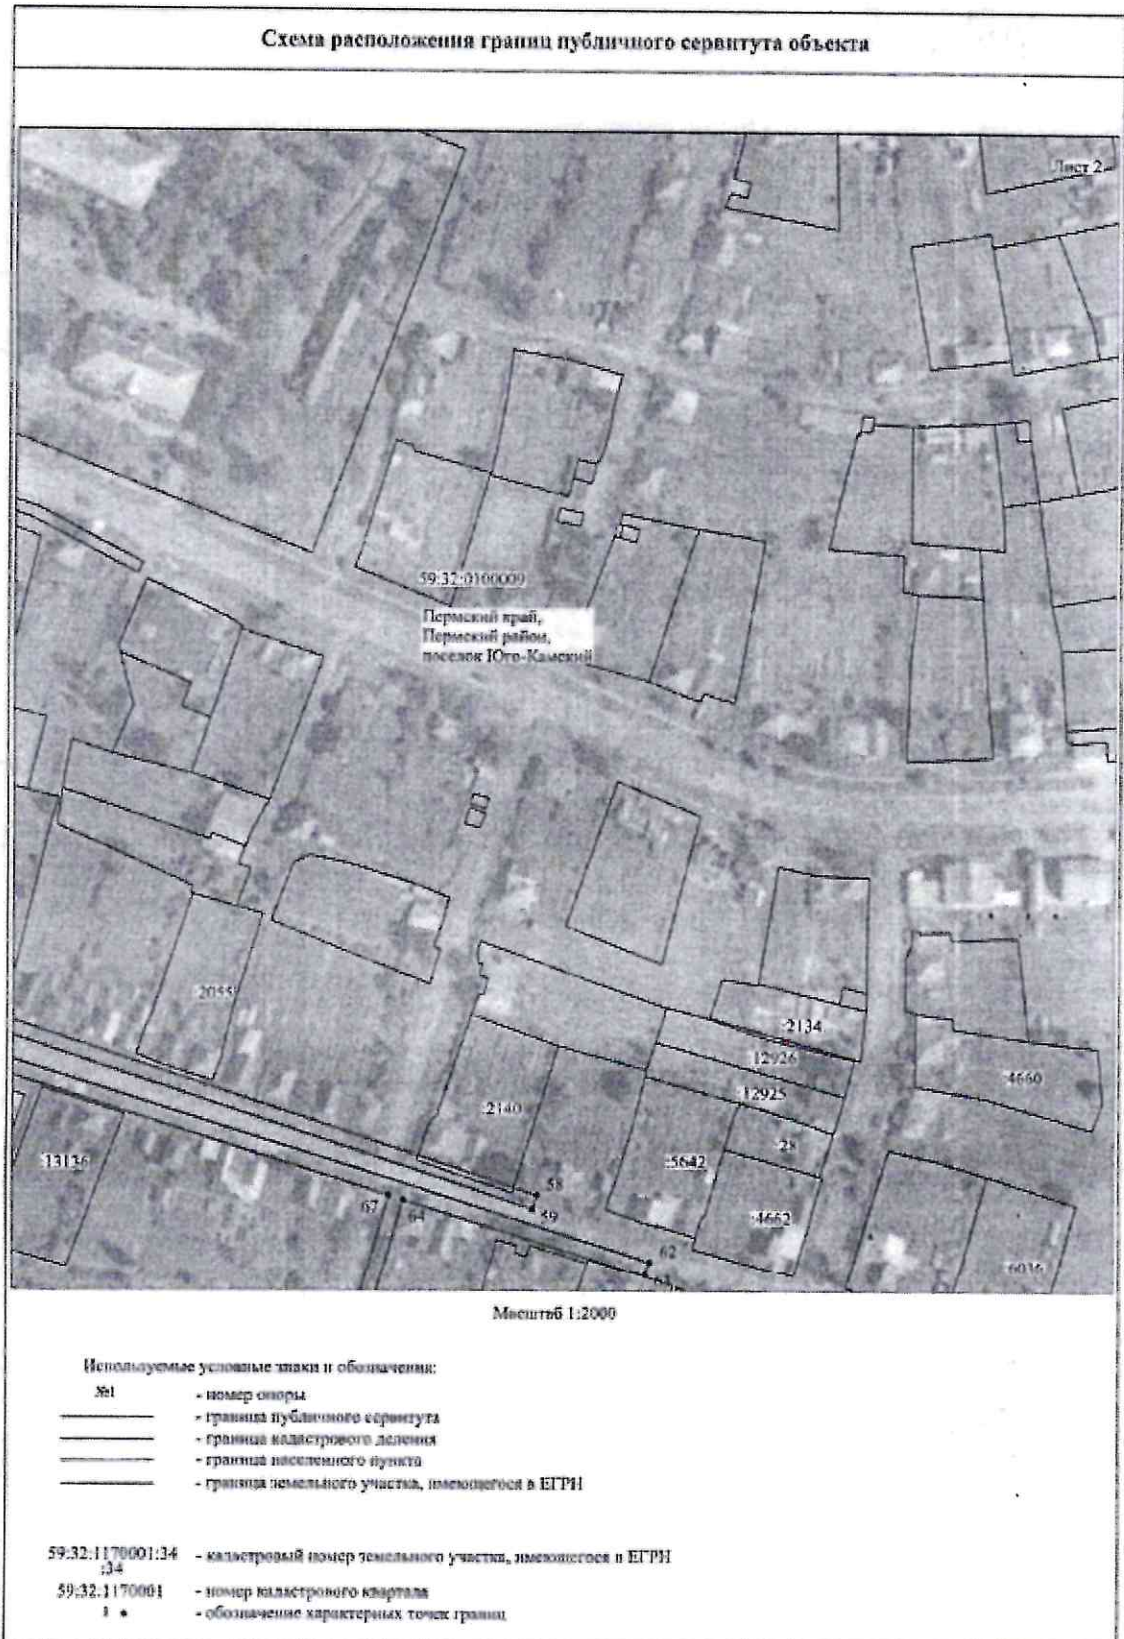 Схема расположения границ публичного сервитута объекта
Лист 2
59:32:0100009
Пермский край,
Пермский район,
поселок Юго-Камский
:2055
:2134
:12926
:12925
:4660
:2140
:28
:5642
:13136
:4662
58
59
67
64
62
63
:6036
Масштаб 1:2000
Используемые условные знаки и обозначения:
№1 - номер опоры
- граница публичного сервитута
- граница кадастрового деления
- граница населенного пункта
- граница земельного участка, имеющегося в ЕГРН
59:32:1170001:34 - кадастровый номер земельного участка, имеющегося в ЕГРН
:34
59:32:1170001 - номер кадастрового квартала
1 - обозначение характерных точек границ